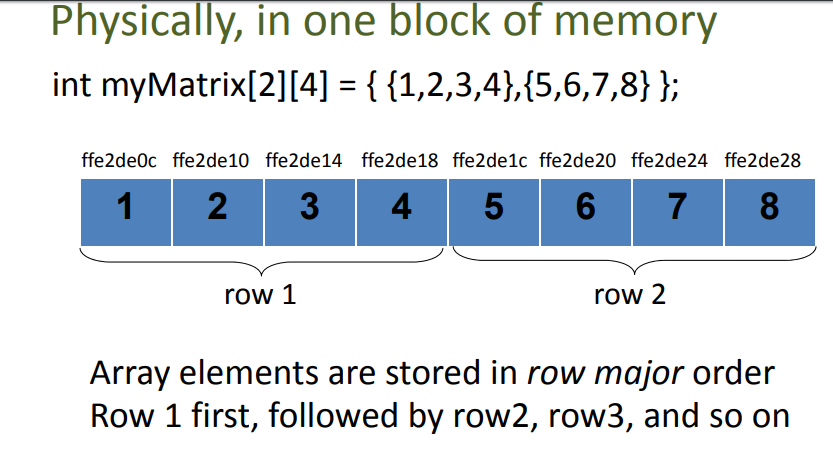 Physically, in one block of memory
int myMatrix[2][4] = { {1,2,3,4},{5,6,7,8} };
ffe2de0c ffe2de10 ffe2de14 ffe2de18 ffe2de1c ffe2de20 ffe2de24 ffe2de28
1 2 3 4 5 6 7 8
row 1 row 2
Array elements are stored in row major order
Row 1 first, followed by row2, row3, and so on